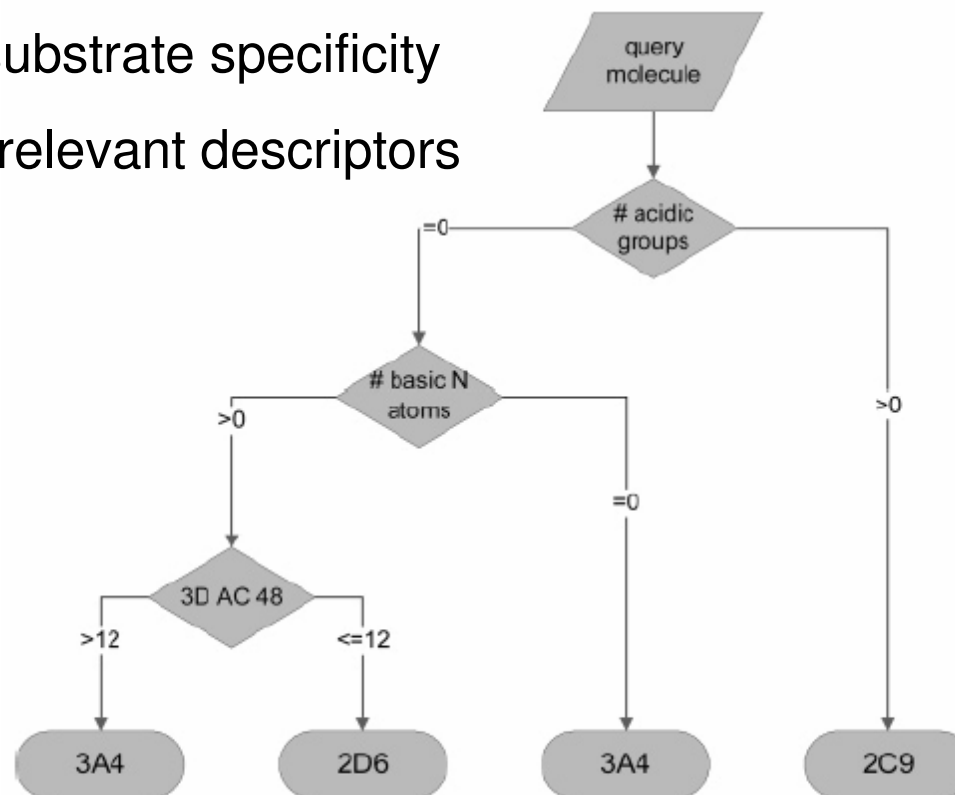 ubstrate specificity
relevant descriptors
query
molecule
# acidic
groups
=0
>0
# basic N
atoms
>0
=0
3D AC 48
>12
<=12
3A4
2D6
3A4
2C9